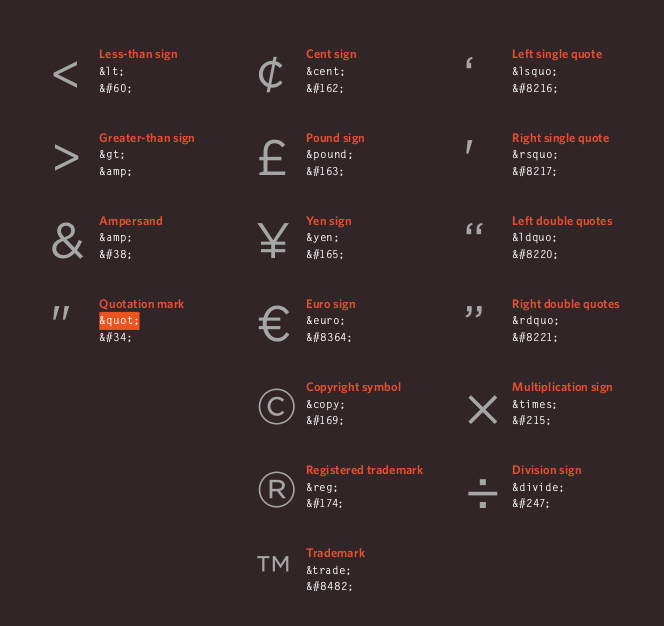 <
Less-than sign
&lt;
&#60;
>
Greater-than sign
&gt;
&amp;
&
Ampersand
&amp;
&#38;
"
Quotation mark
&quot;
&#34;
¢
Cent sign
&cent;
&#162;
£
Pound sign
&pound;
&#163;
¥
Yen sign
&yen;
&#165;
€
Euro sign
&euro;
&#8364;
©
Copyright symbol
&copy;
&#169;
®
Registered trademark
&reg;
&#174;
™
Trademark
&trade;
&#8482;
‘
Left single quote
&lsquo;
&#8216;
'
Right single quote
&rsquo;
&#8217;
“
Left double quotes
&ldquo;
&#8220;
”
Right double quotes
&rdquo;
&#8221;
×
Multiplication sign
&times;
&#215;
÷
Division sign
&divide;
&#247;